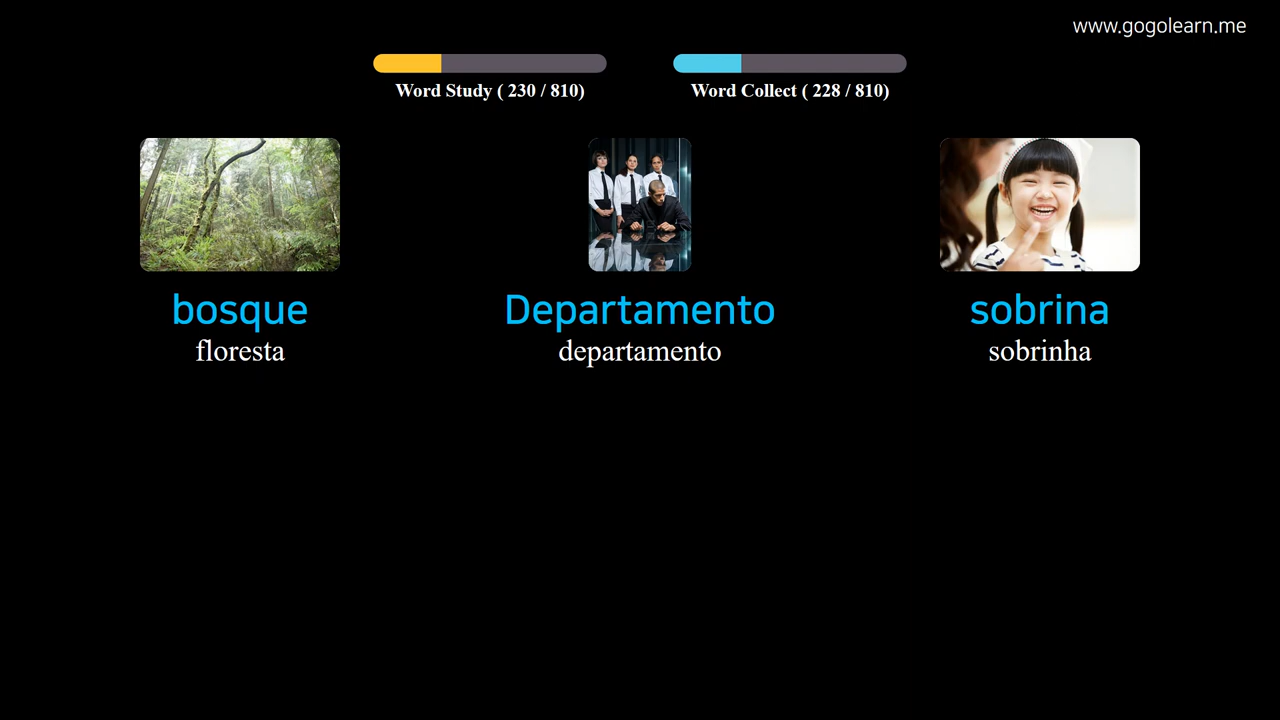 www.gogolearn.me
Word Study ( 230 / 810)
Word Collect ( 228 / 810)
bosque
floresta
Departamento
departamento
sobrina
sobrinha